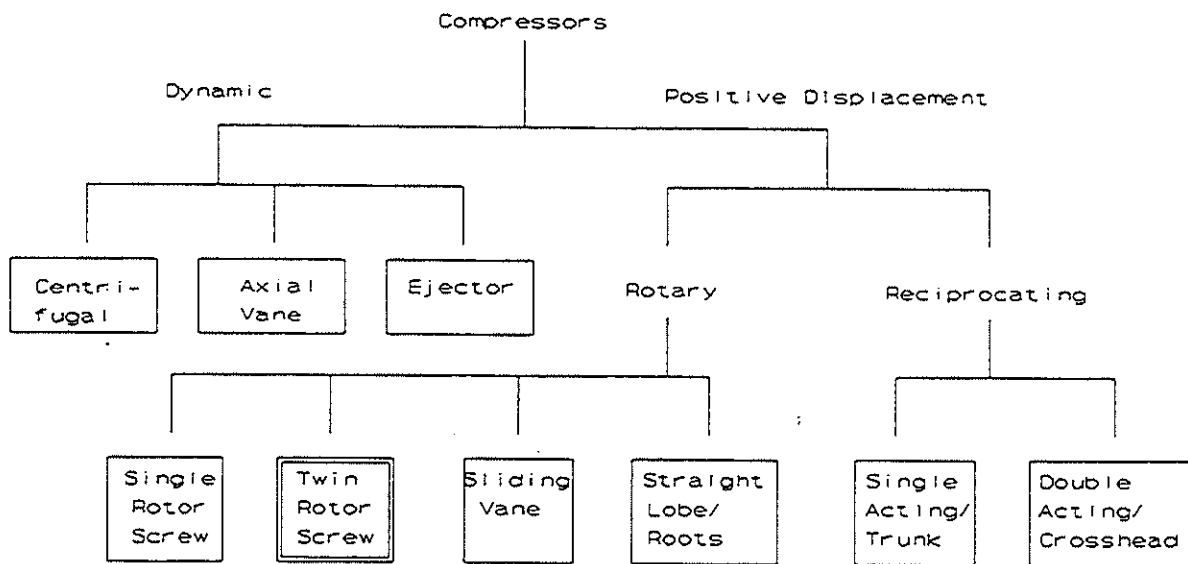 Compressors
Dynamic
Positive Displacement
Centri-
fugal
Axial
Vane
Ejector
Rotary
Reciprocating
Single
Rotor
Screw
Twin
Rotor
Screw
Sliding
Vane
Straight
Lobe/
Roots
Single
Acting/
Trunk
Double
Acting/
Crosshead